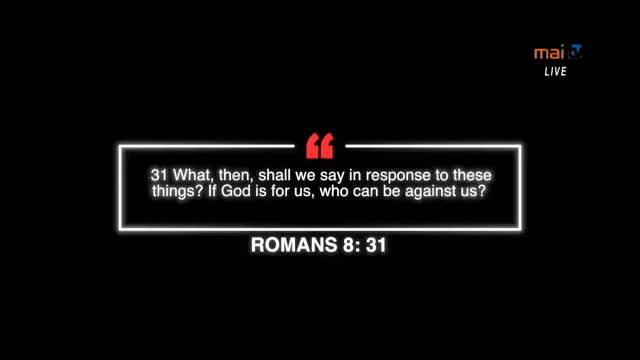 mai tv
LIVE
31 What, then, shall we say in response to these
things? If God is for us, who can be against us?
ROMANS 8: 31